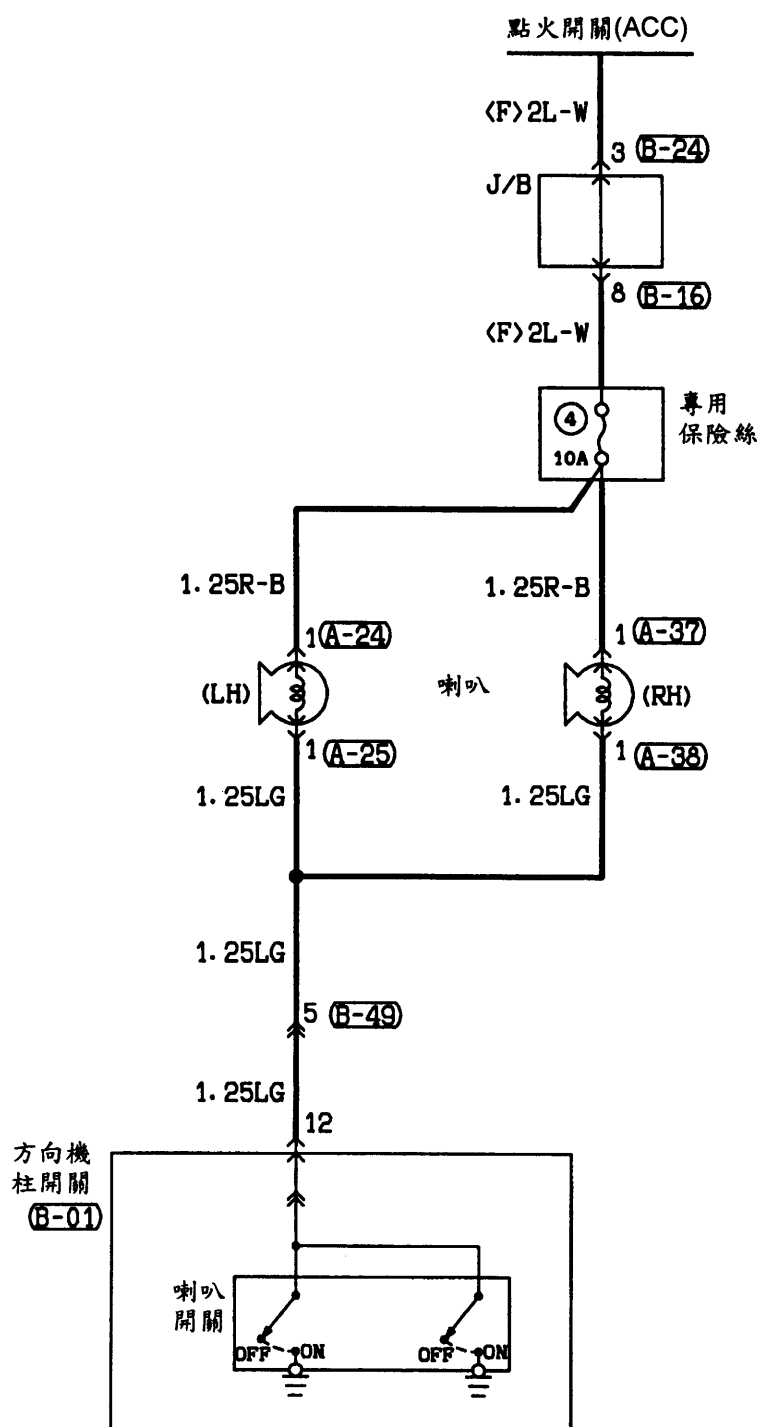 點火開關(ACC)
<F>2L-W
3 (B-24)
J/B
8 (B-16)
<F>2L-W
④
10A
專用
保險絲
1.25R-B
1.25R-B
1 (A-24)
1 (A-37)
(LH)
喇叭
(RH)
1 (A-25)
1 (A-38)
1.25LG
1.25LG
1.25LG
5 (B-49)
1.25LG
12
方向機
柱開關
(B-01)
喇叭
開關
OFF ON
OFF ON